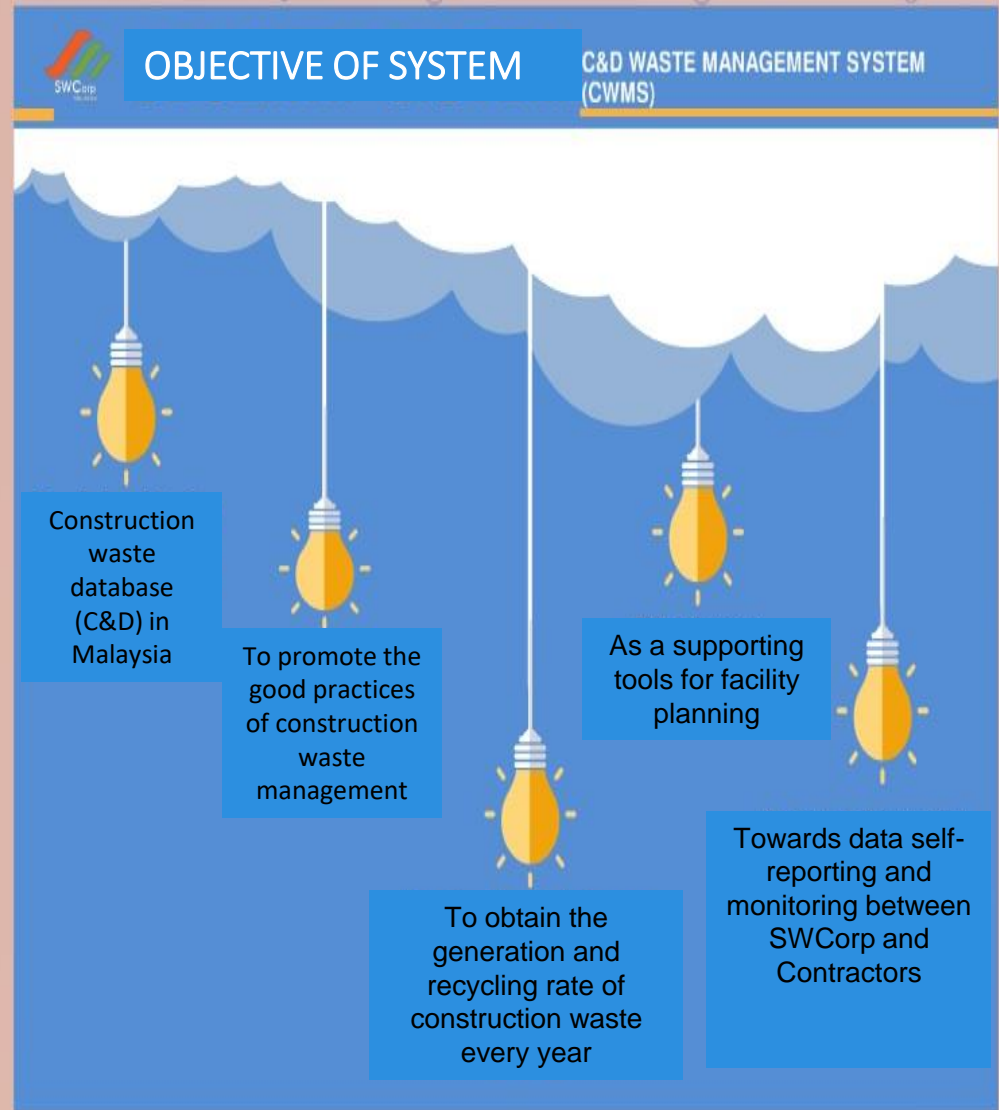 SWCorp
OBJECTIVE OF SYSTEM
C&D WASTE MANAGEMENT SYSTEM
(CWMS)
Construction
waste
database
(C&D) in
Malaysia
To promote the
good practices
of construction
waste
management
To obtain the
generation and
recycling rate of
construction waste
every year
As a supporting
tools for facility
planning
Towards data self-
reporting and
monitoring between
SWCorp and
Contractors